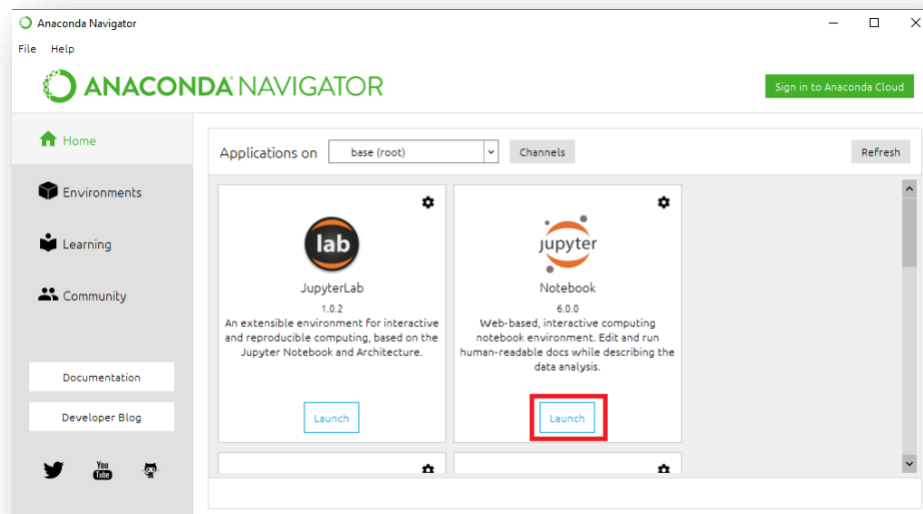 Anaconda Navigator
File Help
ANACONDA NAVIGATOR
Sign in to Anaconda Cloud
Home
Environments
Learning
Community
Documentation
Developer Blog
You
Tube
Applications on base (root) Channels Refresh
lab
JupyterLab
1.0.2
An extensible environment for interactive
and reproducible computing, based on the
Jupyter Notebook and Architecture.
Launch
jupyter
Notebook
6.0.0
Web-based, interactive computing
notebook environment. Edit and run
human-readable docs while describing the
data analysis.
Launch